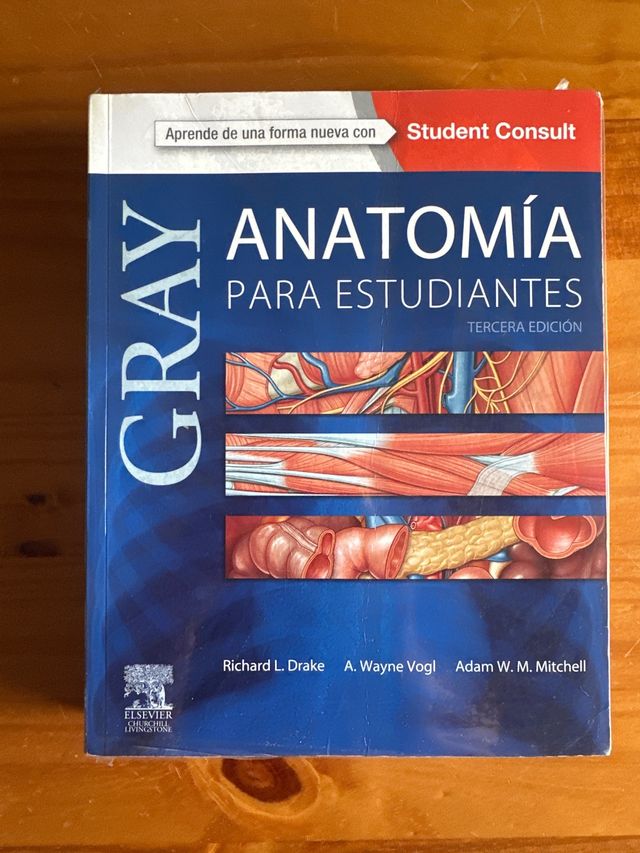 Aprende de una forma nueva con Student Consult
GRAY
ANATOMÍA
PARA ESTUDIANTES
TERCERA EDICIÓN
Richard L. Drake A. Wayne Vogl Adam W. M. Mitchell
ELSEVIER
CHURCHILL
LIVINGSTONE